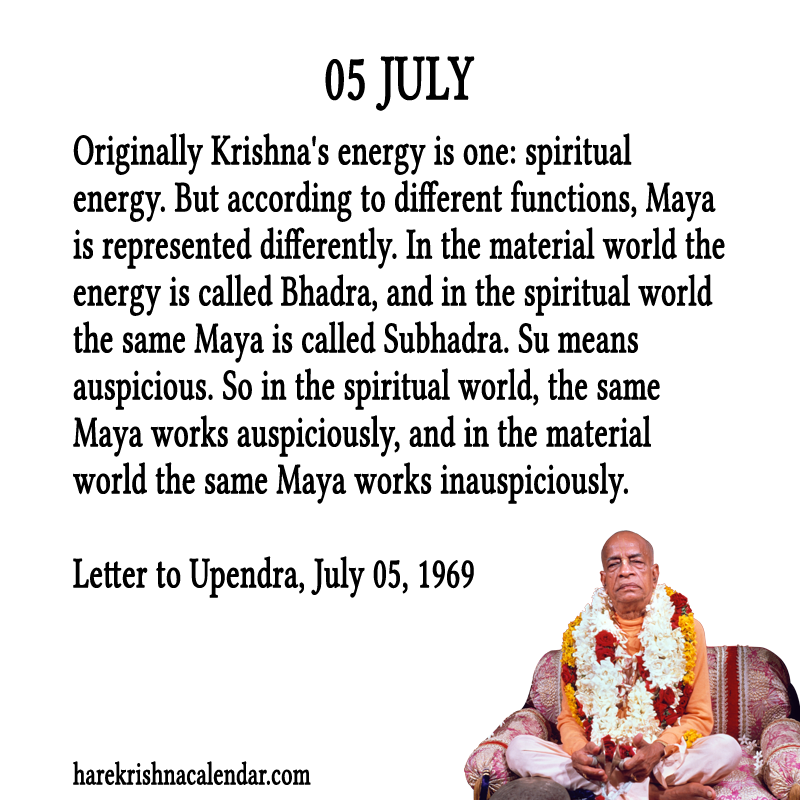 05 JULY
Originally Krishna's energy is one: spiritual
energy. But according to different functions, Maya
is represented differently. In the material world the
energy is called Bhadra, and in the spiritual world
the same Maya is called Subhadra. Su means
auspicious. So in the spiritual world, the same
Maya works auspiciously, and in the material
world the same Maya works inauspiciously.
Letter to Upendra, July 05, 1969
harekrishnacalendar.com